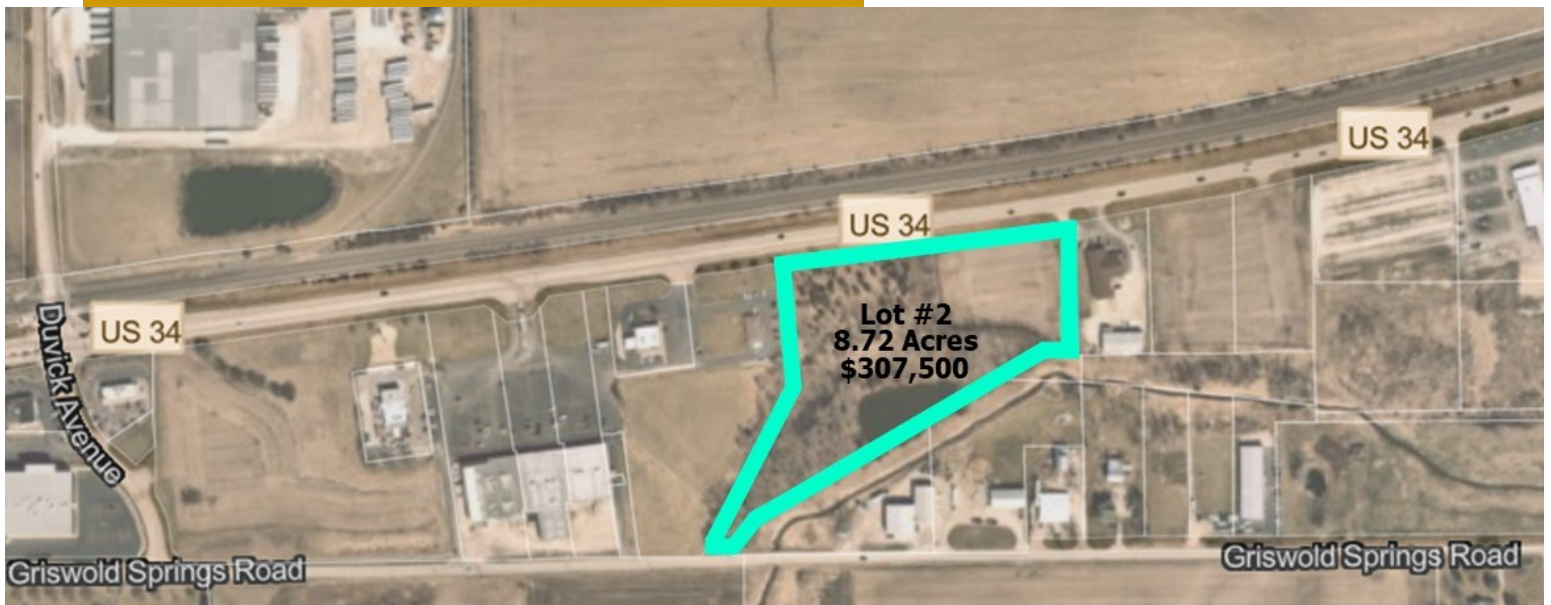 US 34
US 34
US 34
Duvick Avenue
Lot #2
8.72 Acres
$307,500
Griswold Springs Road
Griswold Springs Road